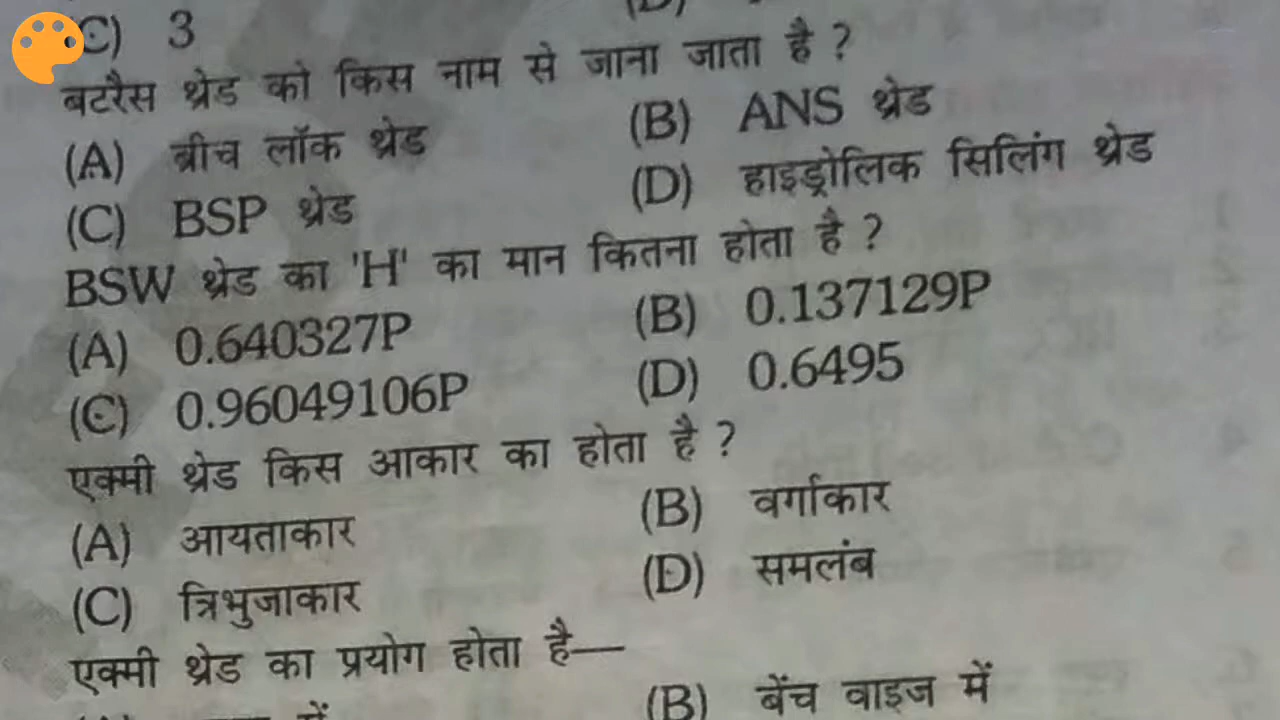 (C) 3
बटरैस थ्रेड को किस नाम से जाना जाता है ?
(A) ब्रीच लॉक थ्रेड (B) ANS थ्रेड
(C) BSP थ्रेड (D) हाइड्रोलिक सिलिंग थ्रेड
BSW थ्रेड का 'H' का मान कितना होता है ?
(A) 0.640327P (B) 0.137129P
(C) 0.96049106P (D) 0.6495
एक्मी थ्रेड किस आकार का होता है ?
(A) आयताकार (B) वर्गाकार
(C) त्रिभुजाकार (D) समलंब
एक्मी थ्रेड का प्रयोग होता है—
(B) बेंच वाइज में